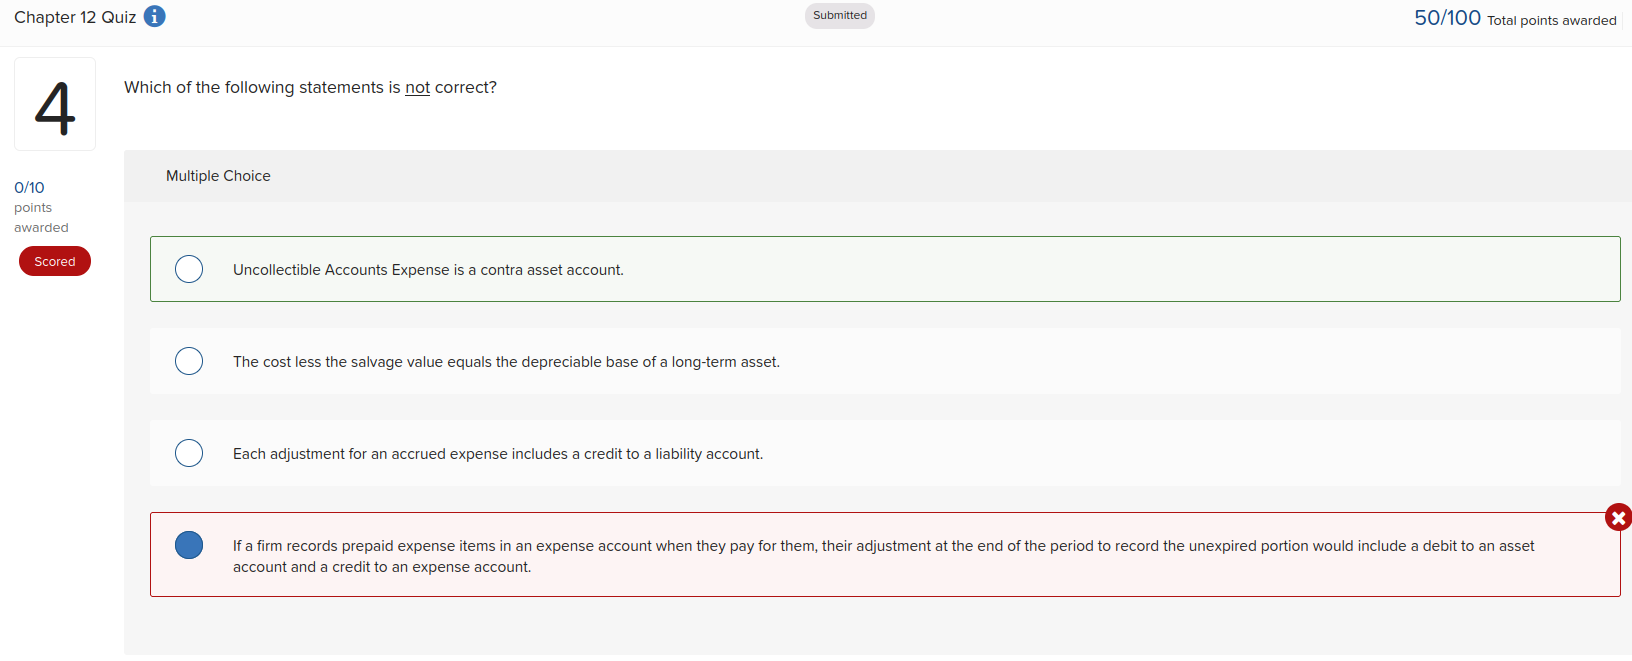 Chapter 12 Quiz i
Submitted
50/100 Total points awarded
4
Which of the following statements is not correct?
0/10
points
awarded
Scored
Multiple Choice
Uncollectible Accounts Expense is a contra asset account.
The cost less the salvage value equals the depreciable base of a long-term asset.
Each adjustment for an accrued expense includes a credit to a liability account.
If a firm records prepaid expense items in an expense account when they pay for them, their adjustment at the end of the period to record the unexpired portion would include a debit to an asset
account and a credit to an expense account.